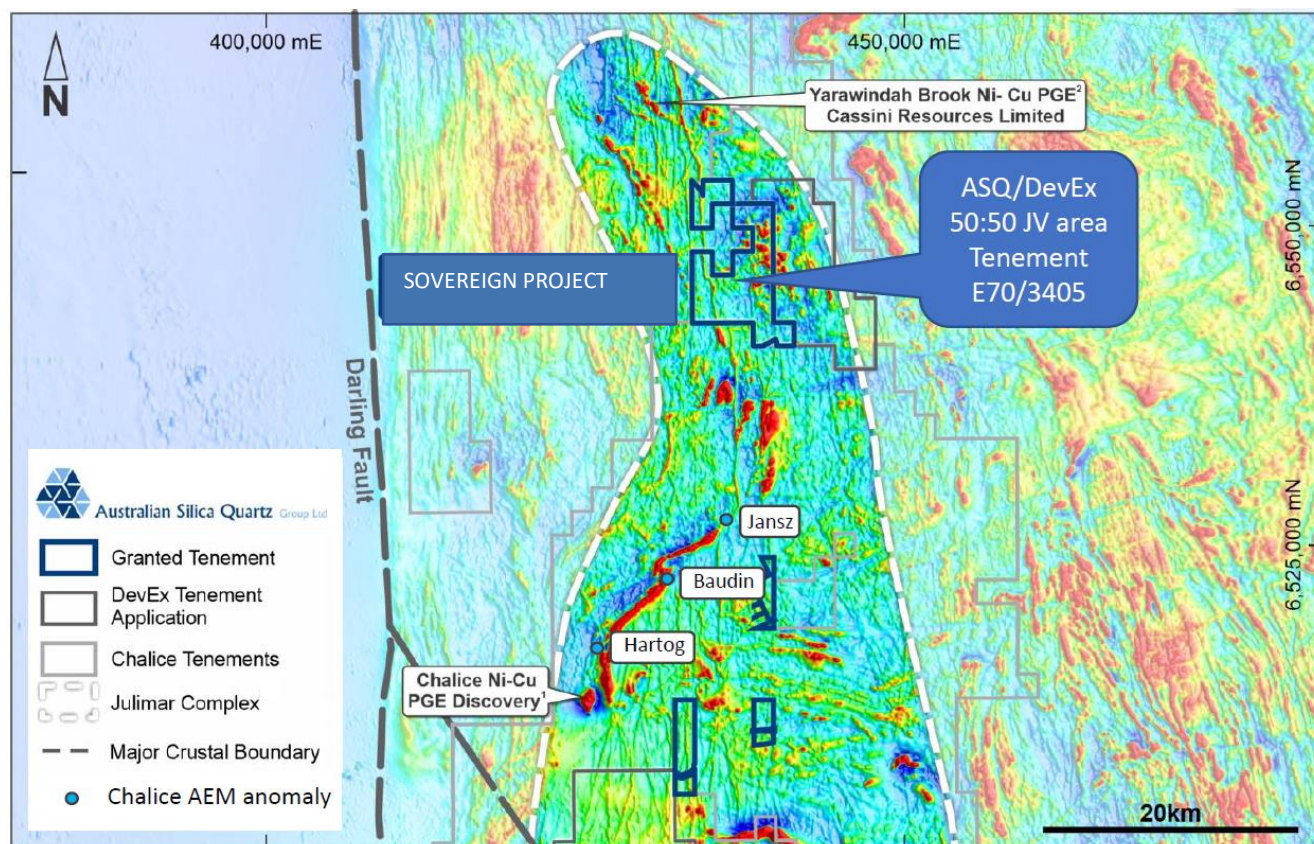 400,000 mE
450,000 mE
N
Yarawindah Brook Ni- Cu PGE²
Cassini Resources Limited
ASQ/DevEx
50:50 JV area
Tenement
E70/3405
6,550,000 mN
SOVEREIGN PROJECT
Darling Fault
Jansz
6,525,000 mN
Baudin
Hartog
Chalice Ni-Cu
PGE Discovery¹
Australian Silica Quartz Group Ltd
Granted Tenement
DevEx Tenement
Application
Chalice Tenements
Julimar Complex
Major Crustal Boundary
Chalice AEM anomaly
20km